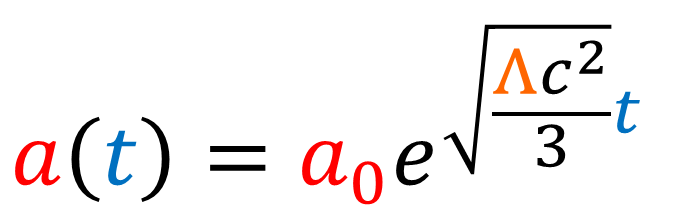 a(t) = a₀e^{√(Λc²/3) t}